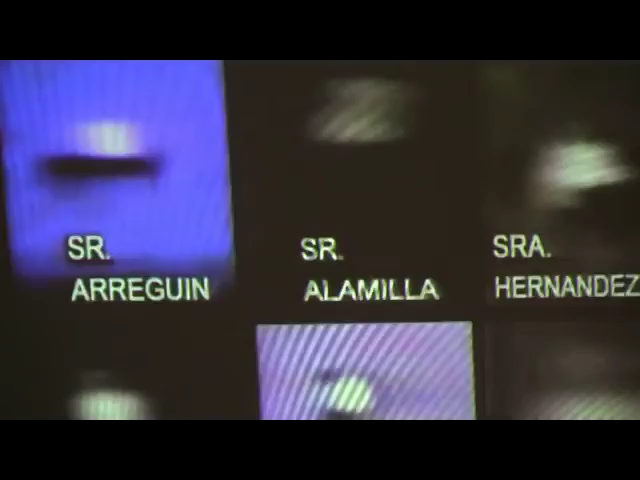 SR.
ARREGUIN
SR.
ALAMILLA
SRA.
HERNANDEZ